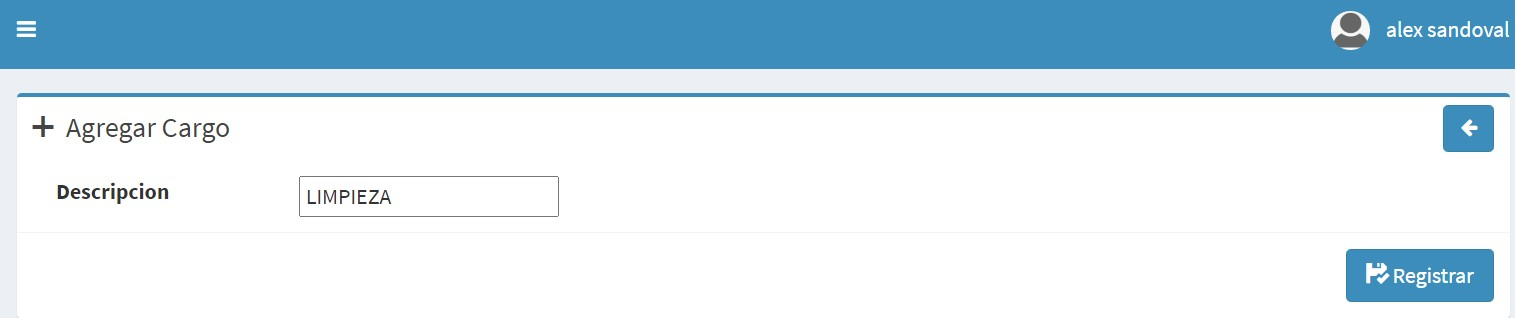 alex sandoval
Agregar Cargo
Descripcion
LIMPIEZA
Registrar